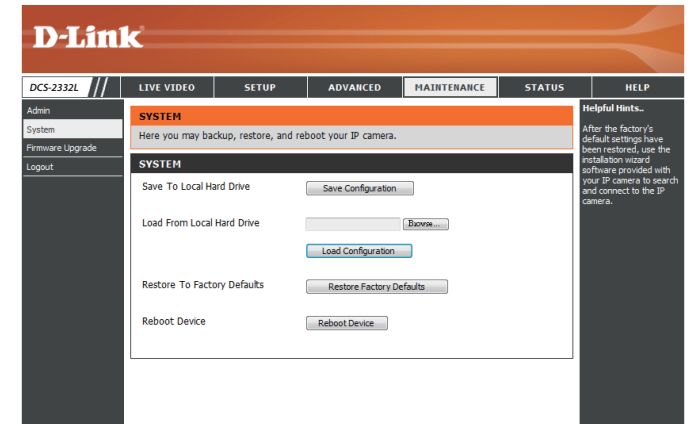 D-Link
DCS-2332L // LIVE VIDEO SETUP ADVANCED MAINTENANCE STATUS HELP
Admin
System
Firmware Upgrade
Logout
SYSTEM
Here you may backup, restore, and reboot your IP camera.
SYSTEM
Save To Local Hard Drive Save Configuration
Load From Local Hard Drive Browse...
Load Configuration
Restore To Factory Defaults Restore Factory Defaults
Reboot Device Reboot Device
Helpful Hints..
After the factory's
default settings have
been restored, use the
installation wizard
software provided with
your IP camera to search
and connect to the IP
camera.